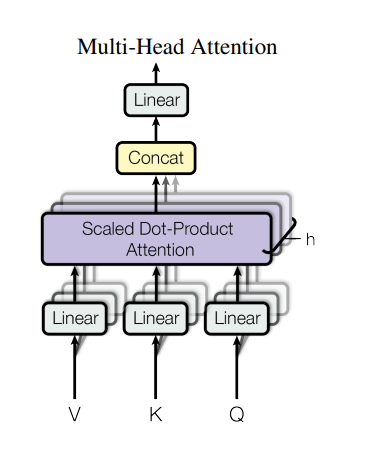 Multi-Head Attention
Linear
Concat
Scaled Dot-Product
Attention
h
Linear Linear Linear
V K Q